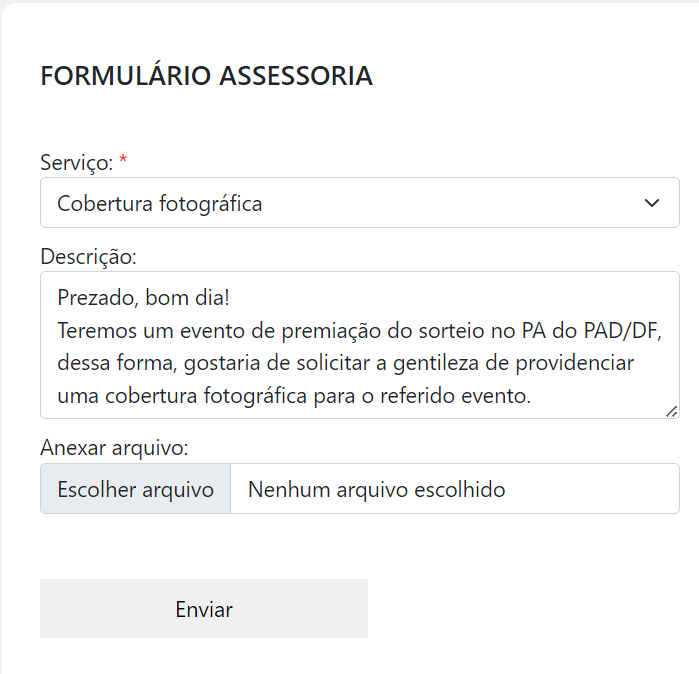 FORMULÁRIO ASSESSORIA
Serviço: *
Cobertura fotográfica
Descrição:
Prezado, bom dia!
Teremos um evento de premiação do sorteio no PA do PAD/DF,
dessa forma, gostaria de solicitar a gentileza de providenciar
uma cobertura fotográfica para o referido evento.
Anexar arquivo:
Escolher arquivo Nenhum arquivo escolhido
Enviar